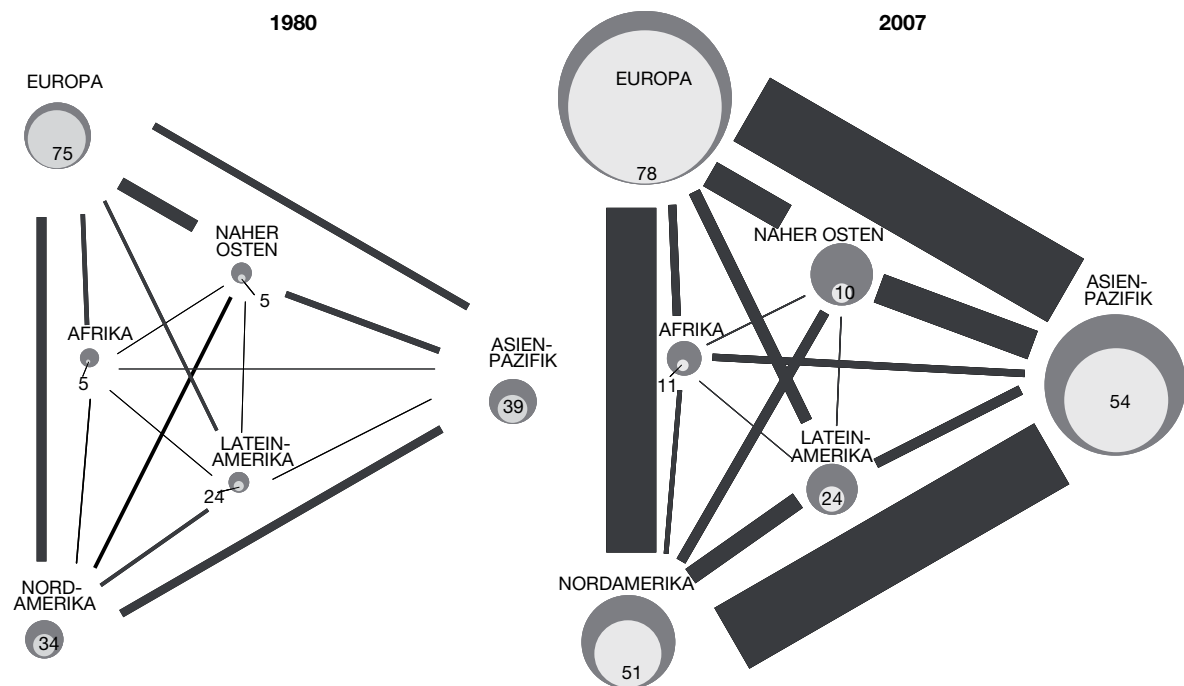 1980
EUROPA
75
NAHER
OSTEN
5
AFRIKA
5
ASIEN-
PAZIFIK
39
LATEIN-
AMERIKA
24
NORD-
AMERIKA
34
2007
EUROPA
78
NAHER OSTEN
10
ASIEN-
PAZIFIK
54
AFRIKA
11
LATEIN-
AMERIKA
24
NORDAMERIKA
51